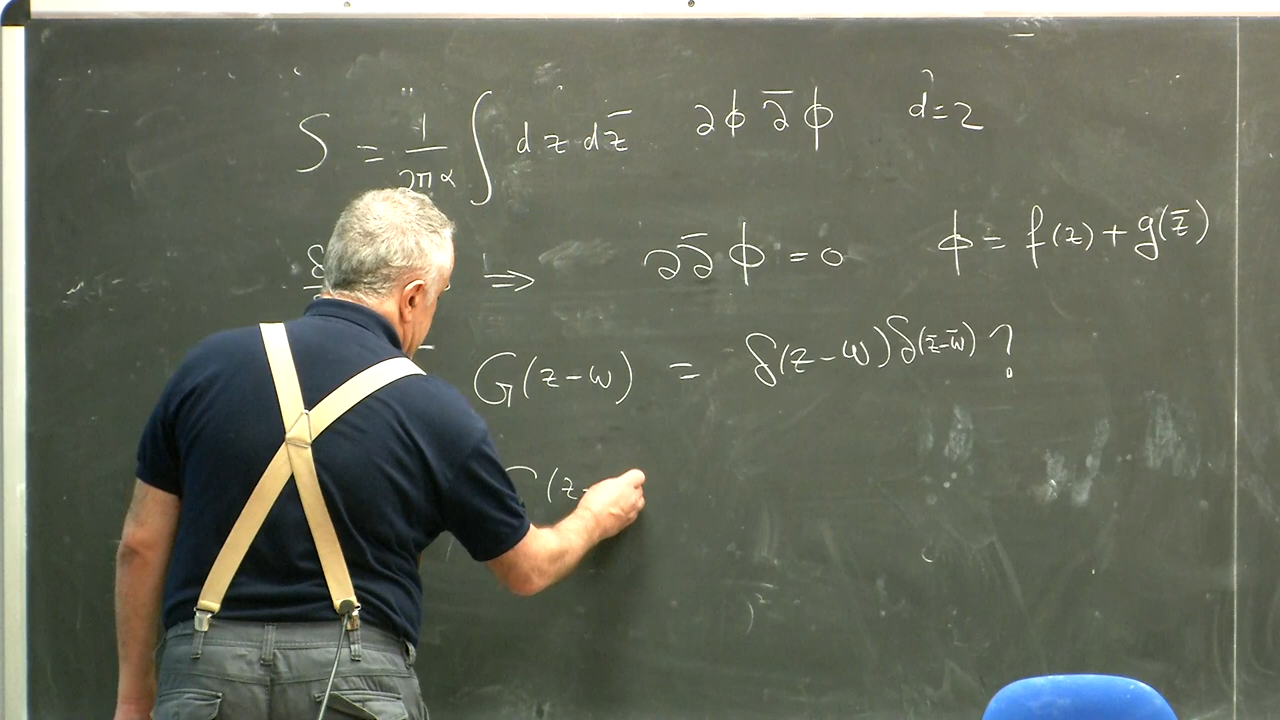 S = 1/2πα ∫ dz dz̄ ∂ϕ ∂̄ϕ d=2
δ ⇒ ∂∂̄ϕ = 0 ϕ = f(z) + g(z̄)
G(z-w) = δ(z-w)δ(z̄-w̄) ?
(z-